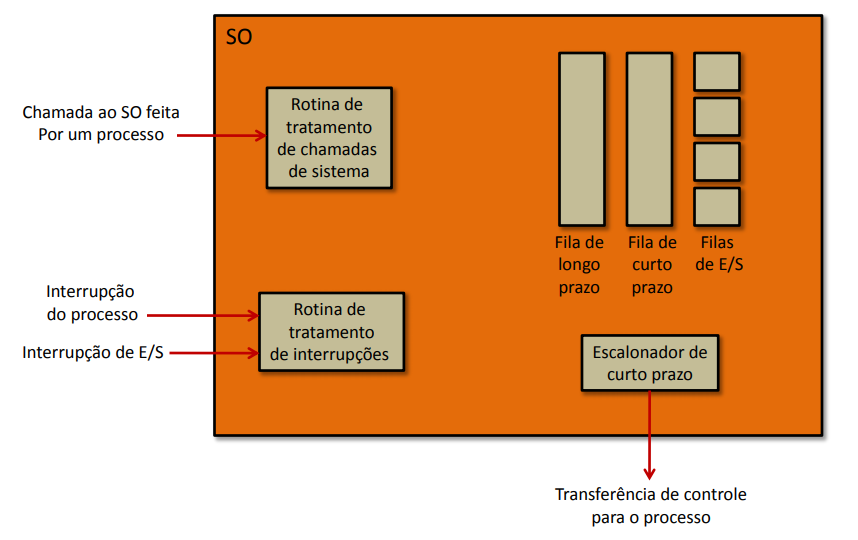 SO
Chamada ao SO feita
Por um processo
Rotina de
tratamento
de chamadas
de sistema
Fila de
longo
prazo
Fila de
curto
prazo
Filas
de E/S
Interrupção
do processo
Interrupção de E/S
Rotina de
tratamento
de interrupções
Escalonador de
curto prazo
Transferência de controle
para o processo